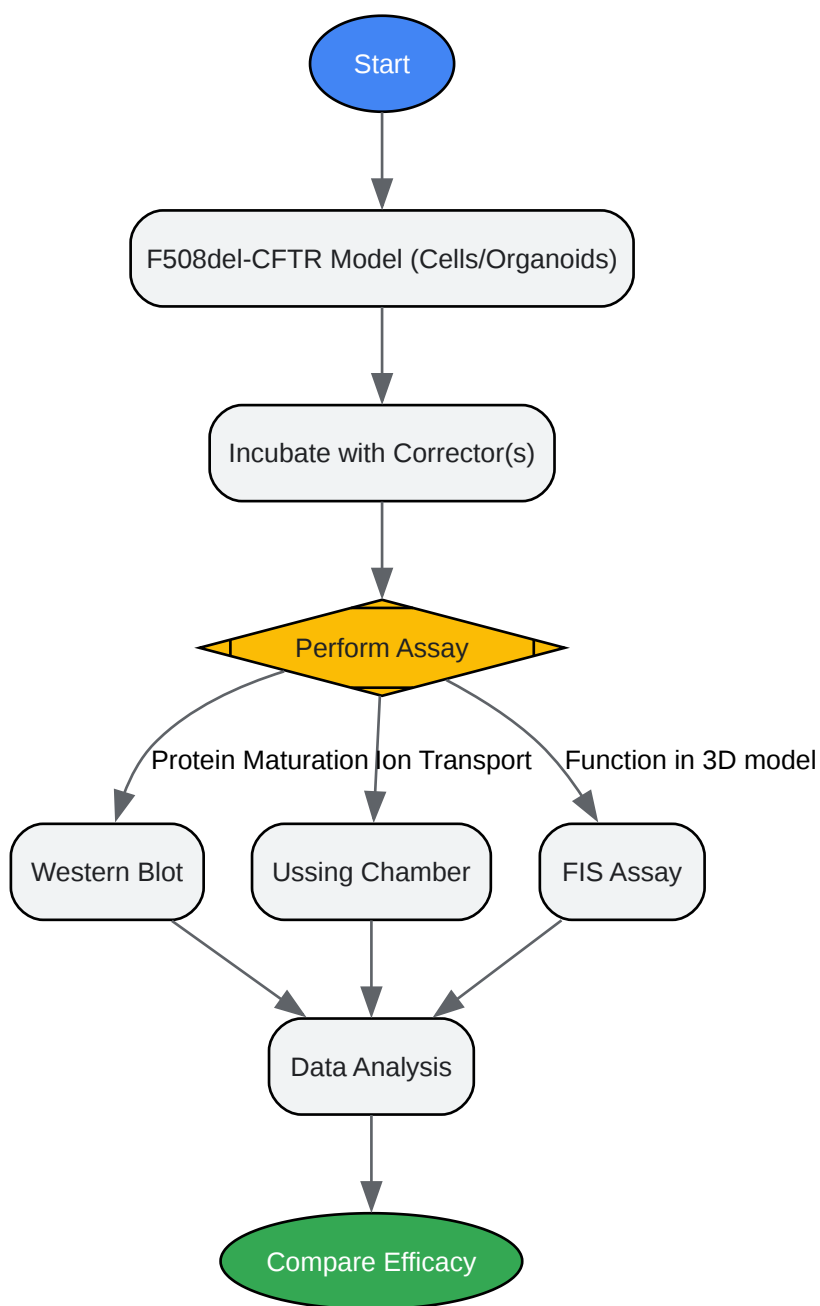 Start
F508del-CFTR Model (Cells/Organoids)
Incubate with Corrector(s)
Perform Assay
Protein Maturation
Ion Transport
Function in 3D model
Western Blot
Ussing Chamber
FIS Assay
Data Analysis
Compare Efficacy